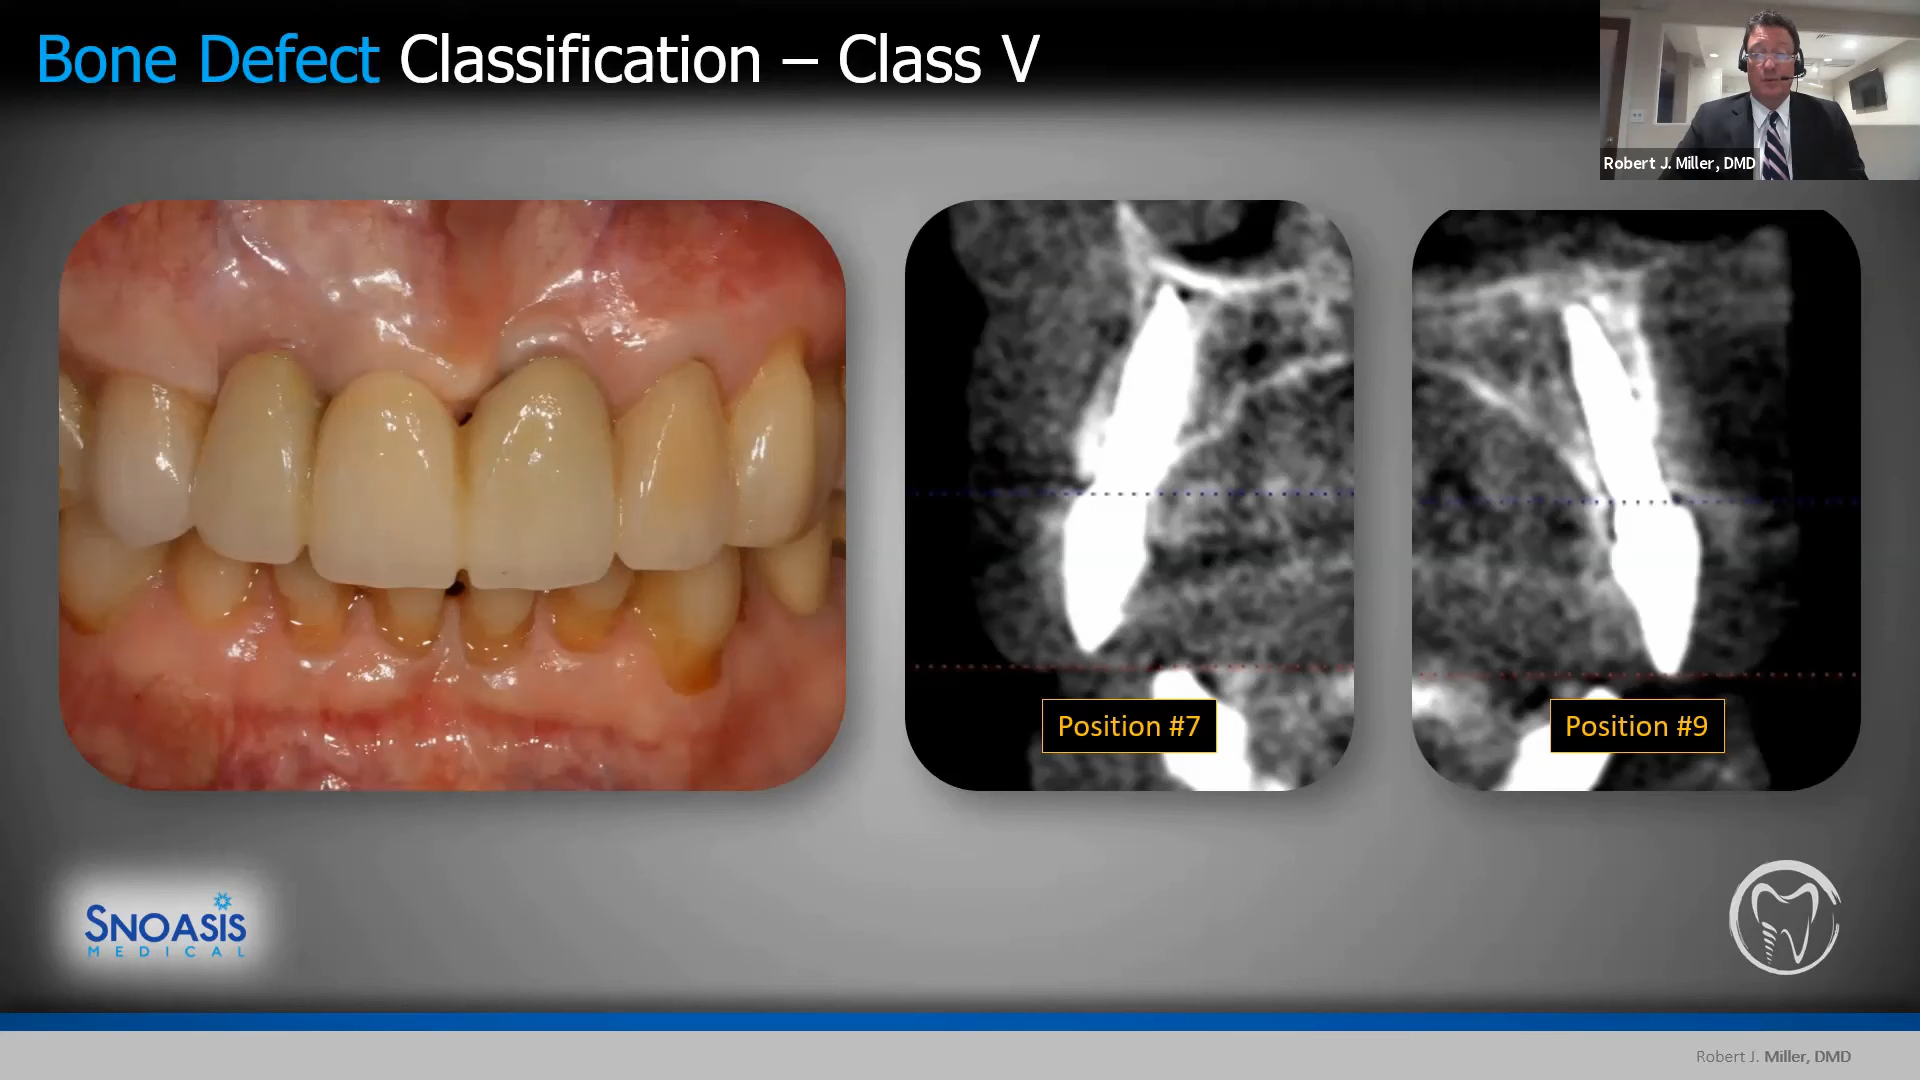 Bone Defect Classification – Class V
Robert J. Miller, DMD
Position #7
Position #9
SNOASIS
MEDICAL
Robert J. Miller, DMD